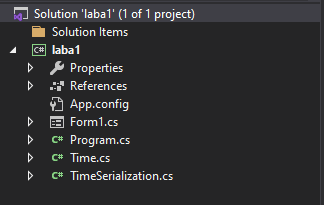 Solution 'laba1' (1 of 1 project)
Solution Items
C# laba1
Properties
References
App.config
Form1.cs
C# Program.cs
C# Time.cs
C# TimeSerialization.cs